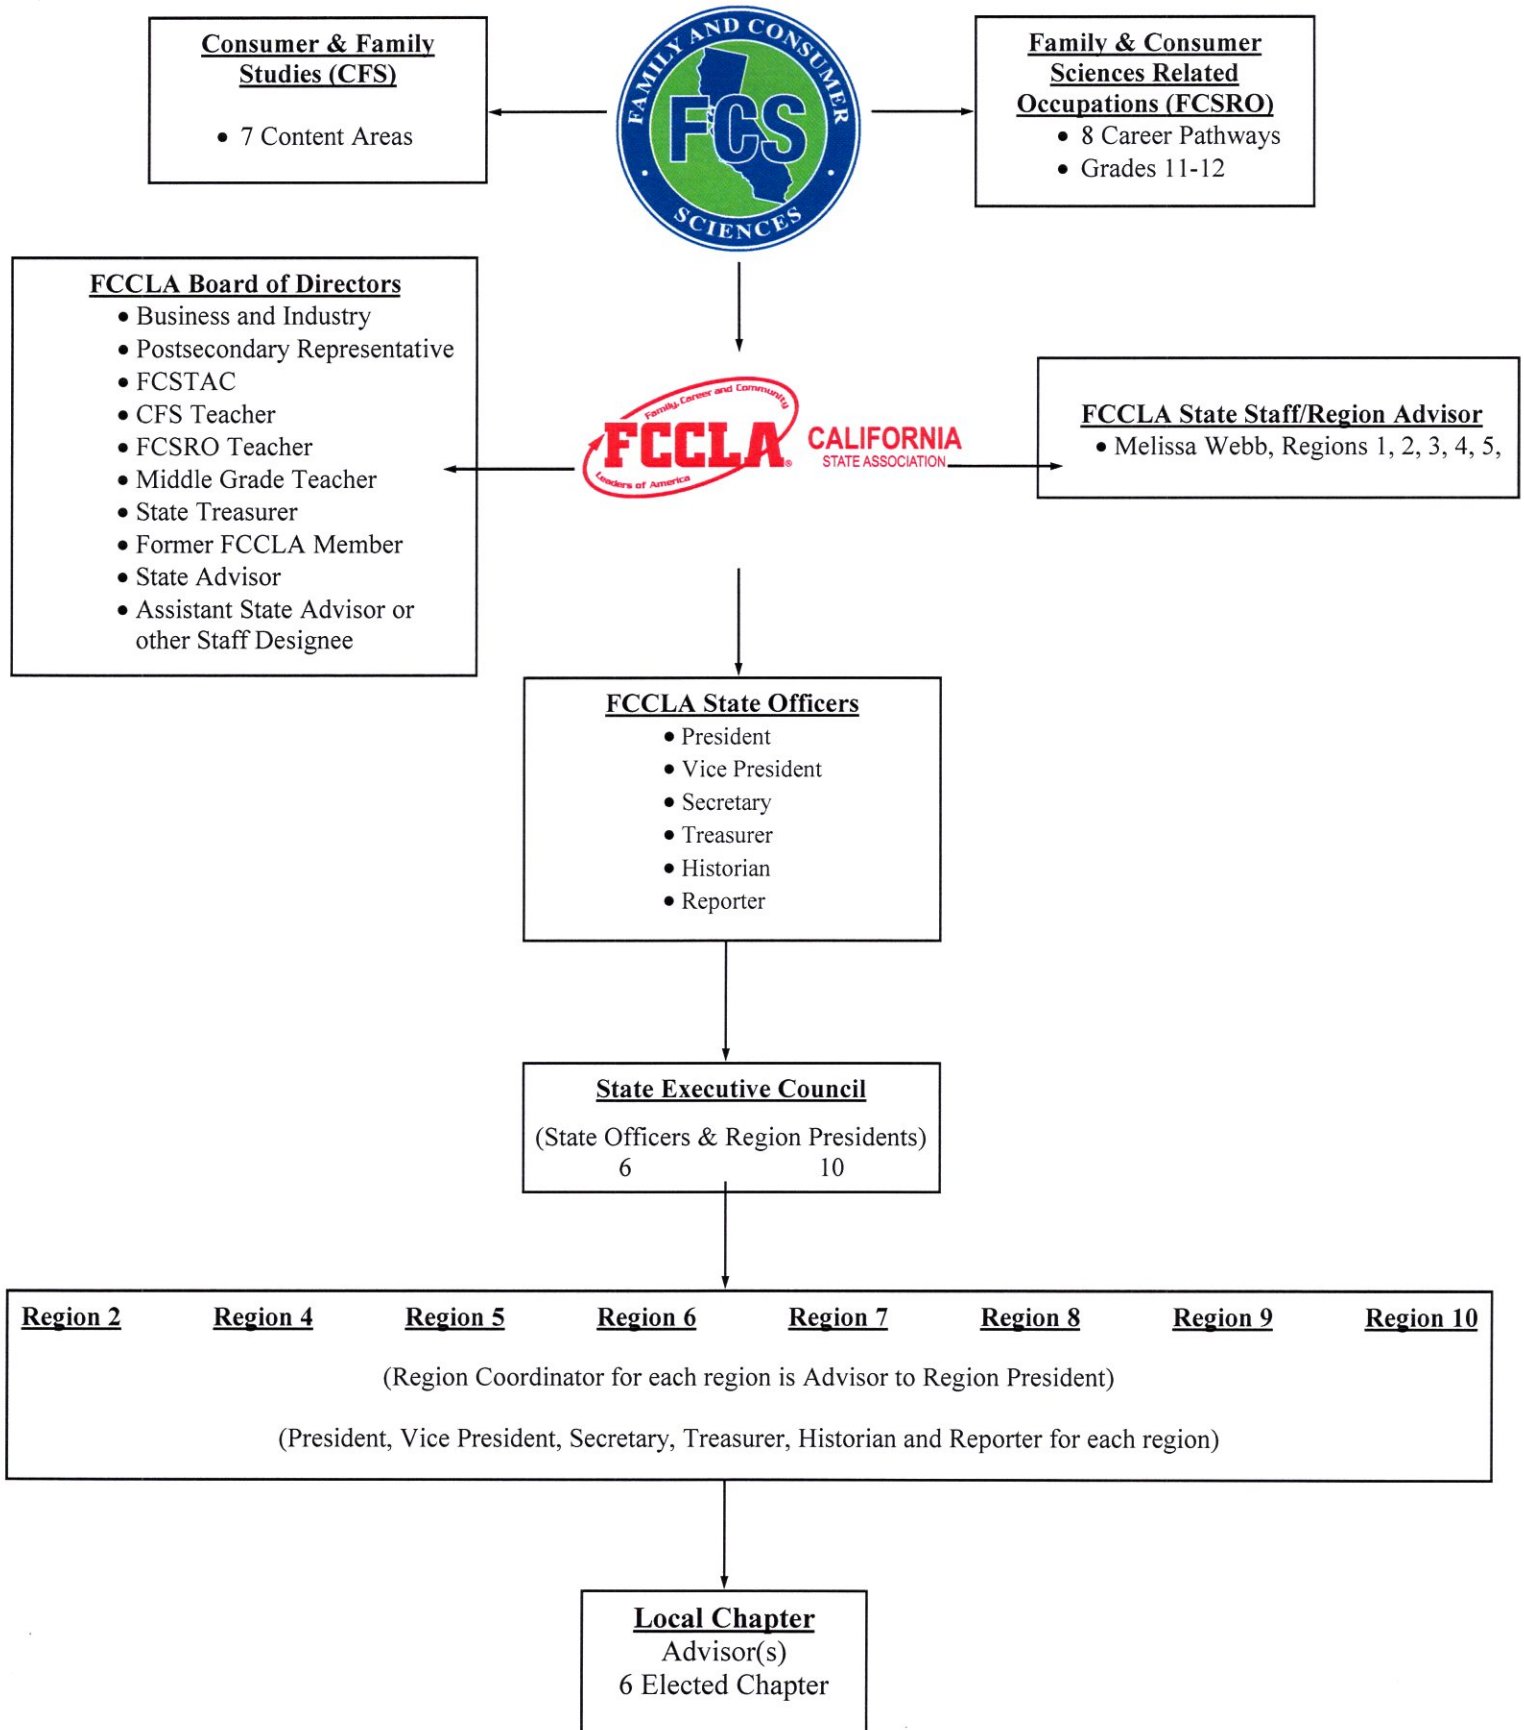 Consumer & Family
Studies (CFS)
• 7 Content Areas
FAMILY AND CONSUMER
FCS
SCIENCES
Family & Consumer
Sciences Related
Occupations (FCSRO)
• 8 Career Pathways
• Grades 11-12
FCCLA Board of Directors
• Business and Industry
• Postsecondary Representative
• FCSTAC
• CFS Teacher
• FCSRO Teacher
• Middle Grade Teacher
• State Treasurer
• Former FCCLA Member
• State Advisor
• Assistant State Advisor or
other Staff Designee
Family, Career and Community
FCCLA®
Leaders of America
CALIFORNIA
STATE ASSOCIATION
FCCLA State Staff/Region Advisor
• Melissa Webb, Regions 1, 2, 3, 4, 5,
FCCLA State Officers
• President
• Vice President
• Secretary
• Treasurer
• Historian
• Reporter
State Executive Council
(State Officers & Region Presidents)
6 10
Region 2 Region 4 Region 5 Region 6 Region 7 Region 8 Region 9 Region 10
(Region Coordinator for each region is Advisor to Region President)
(President, Vice President, Secretary, Treasurer, Historian and Reporter for each region)
Local Chapter
Advisor(s)
6 Elected Chapter